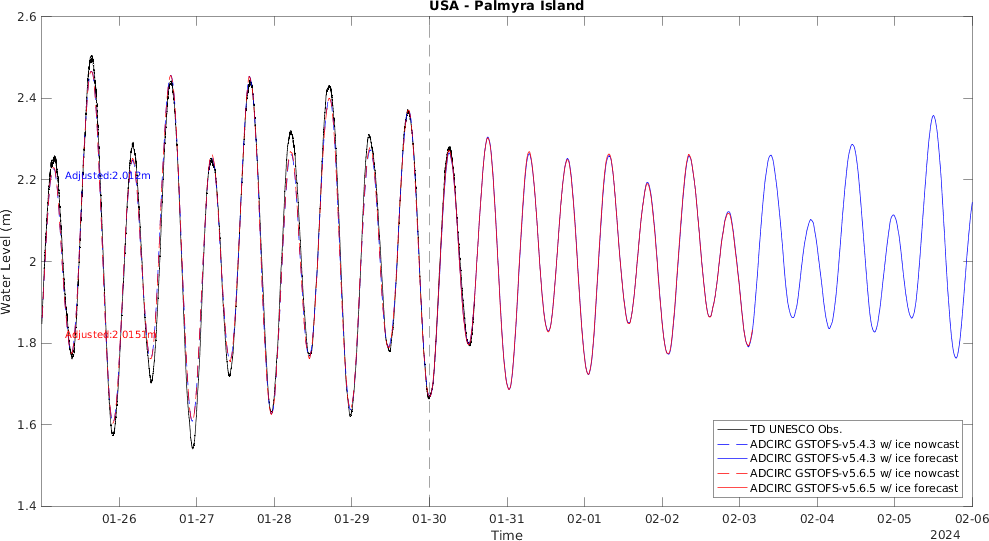 USA - Palmyra Island
2.6
2.4
2.2
2
1.8
1.6
1.4
Water Level (m)
Adjusted:2.012m
Adjusted:2.0151m
TD UNESCO Obs.
ADCIRC GSTOFS-v5.4.3 w/ ice nowcast
ADCIRC GSTOFS-v5.4.3 w/ ice forecast
ADCIRC GSTOFS-v5.6.5 w/ ice nowcast
ADCIRC GSTOFS-v5.6.5 w/ ice forecast
01-26 01-27 01-28 01-29 01-30 01-31 02-01 02-02 02-03 02-04 02-05 02-06
Time
2024